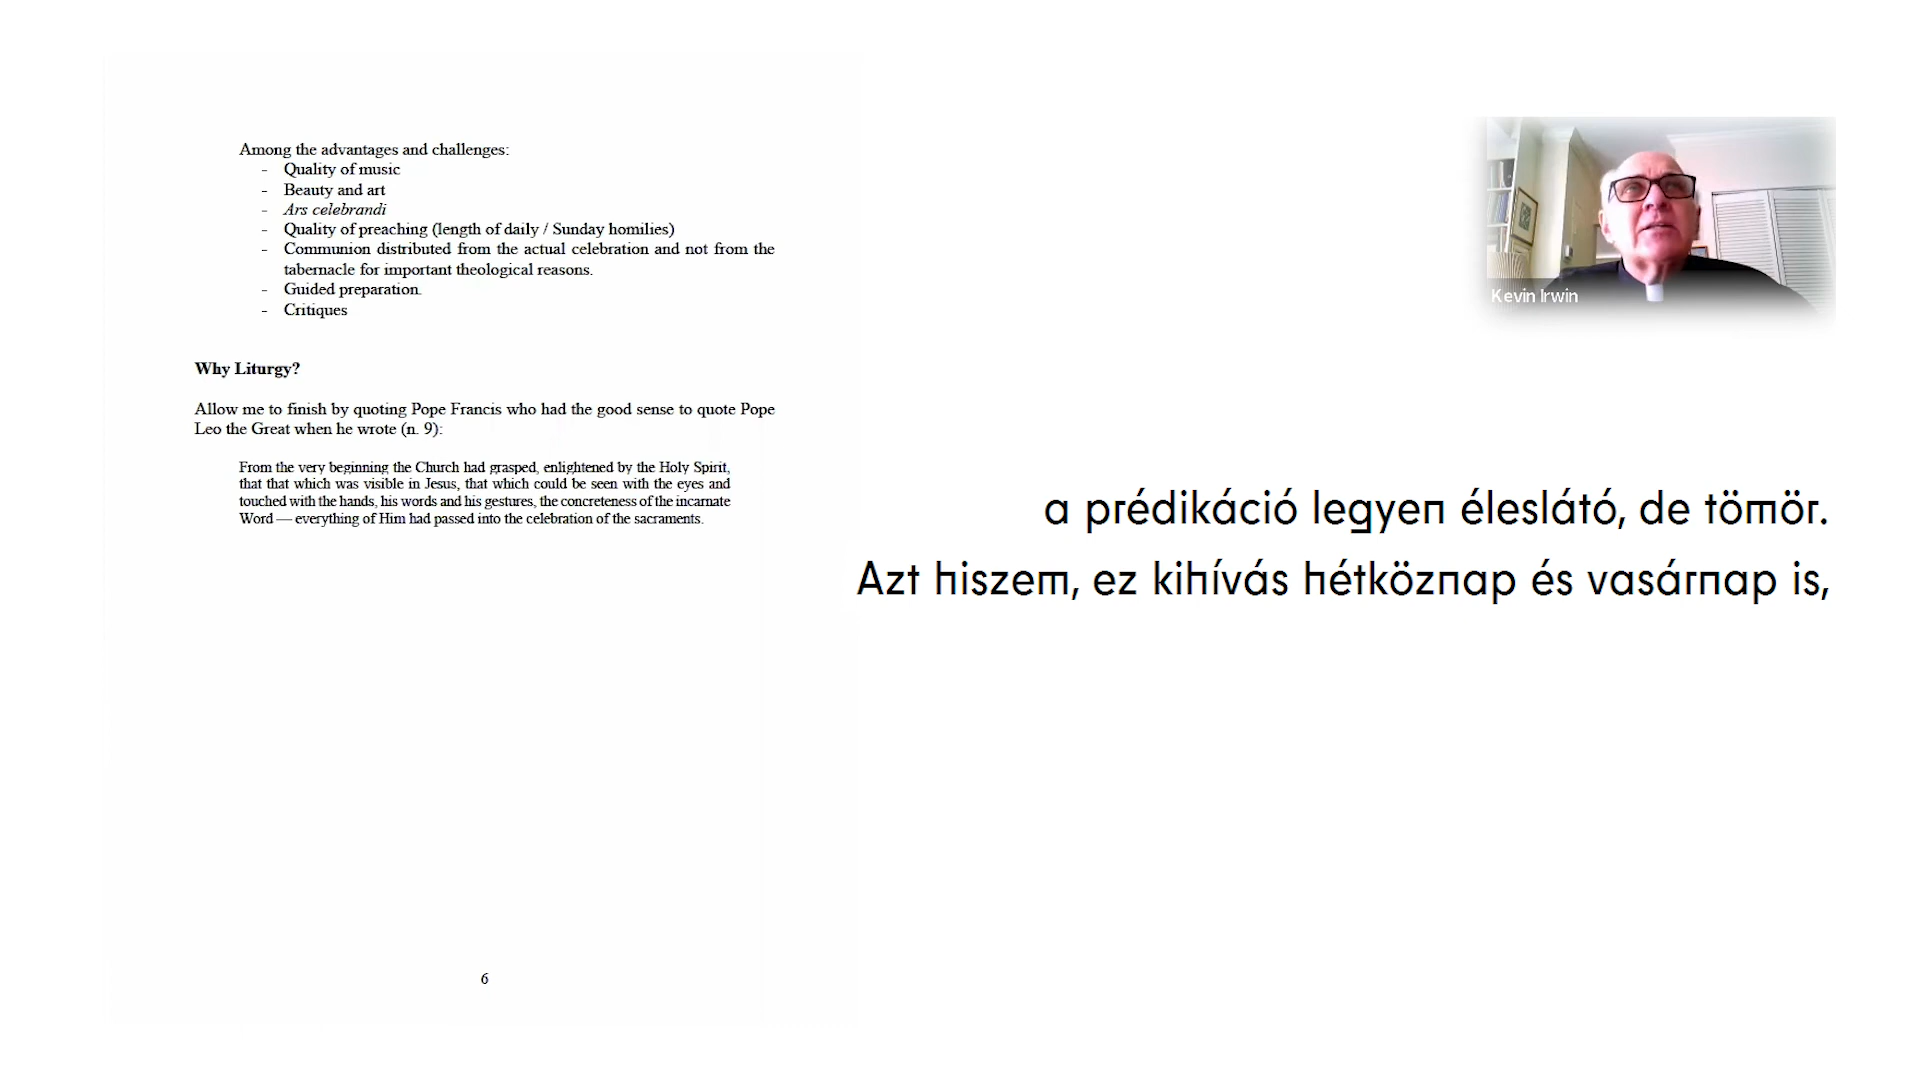 Among the advantages and challenges:
- Quality of music
- Beauty and art
- Ars celebrandi
- Quality of preaching (length of daily / Sunday homilies)
- Communion distributed from the actual celebration and not from the
tabernacle for important theological reasons.
- Guided preparation.
- Critiques
Why Liturgy?
Allow me to finish by quoting Pope Francis who had the good sense to quote Pope
Leo the Great when he wrote (n. 9):
From the very beginning the Church had grasped, enlightened by the Holy Spirit,
that that which was visible in Jesus, that which could be seen with the eyes and
touched with the hands, his words and his gestures, the concreteness of the incarnate
Word — everything of Him had passed into the celebration of the sacraments.
6
Kevin Irwin
a prédikáció legyen éleslátó, de tömör.
Azt hiszem, ez kihívás hétköznap és vasárnap is,